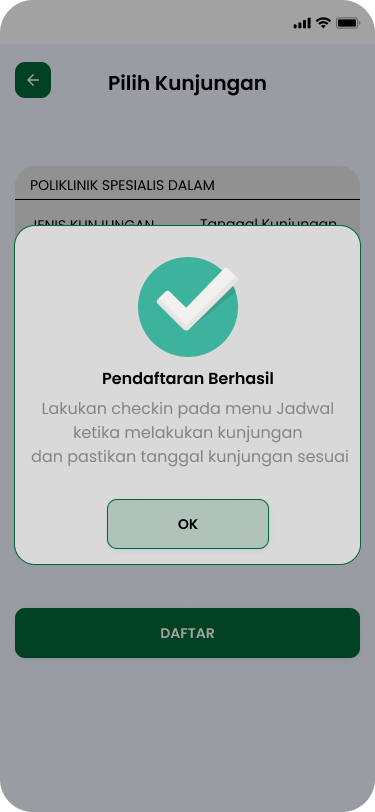 Pilih Kunjungan
POLIKLINIK SPESIALIS DALAM
JENIS KUNJUNGAN Tanggal Kunjungan
Pendaftaran Berhasil
Lakukan checkin pada menu Jadwal
ketika melakukan kunjungan
dan pastikan tanggal kunjungan sesuai
OK
DAFTAR